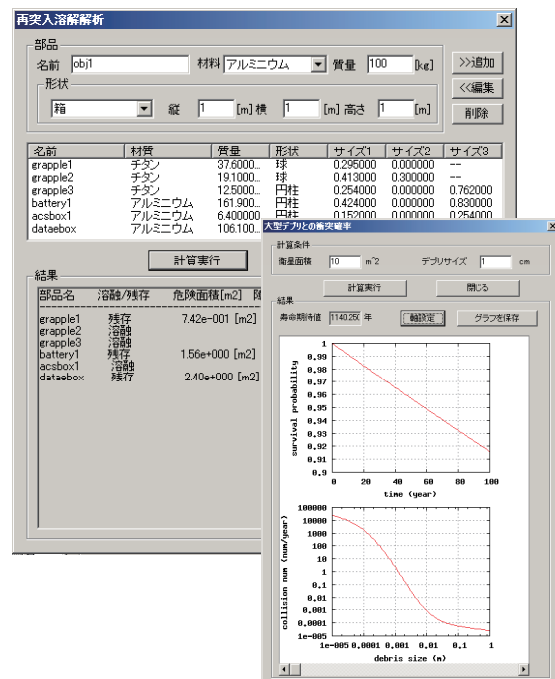 再突入溶解解析
部品
名前 obj1 材料 アルミニウム 質量 100 [kg] >>追加
形状 <<編集
箱 縦 1 [m] 横 1 [m] 高さ 1 [m] 削除
名前 材質 質量 形状 サイズ1 サイズ2 サイズ3
grapple1 チタン 37.6000... 球 0.295000 0.000000 --
grapple2 チタン 19.1000... 球 0.413000 0.300000 --
grapple3 チタン 12.5000... 円柱 0.254000 0.000000 0.762000
battery1 アルミニウム 161.900... 箱 0.424000 0.000000 0.830000
acsbox1 アルミニウム 6.400000 円柱 0.152000 0.000000 0.254000
databox アルミニウム 106.100...
計算実行
結果
部品名 溶融/残存 危険面積[m2]
grapple1 残存 7.42e-001 [m2]
grapple2 溶融
grapple3 溶融
battery1 残存 1.56e+000 [m2]
acsbox1 溶融
databox 残存 2.40e+000 [m2]
大型デブリとの衝突確率
計算条件
衛星面積 10 m^2 デブリサイズ 1 cm
計算実行 閉じる
結果
寿命期待値 1140.250 年 軸設定 グラフを保存
1
0.99
0.98
0.97
0.96
0.95
0.94
0.93
0.92
0.91
0.9
survival probability
0 20 40 60 80 100
time (year)
100000
10000
1000
100
10
1
0.1
0.01
0.001
0.0001
1e-005
collision num (num/year)
1e-005 0.0001 0.001 0.01 0.1 1
debris size (m)